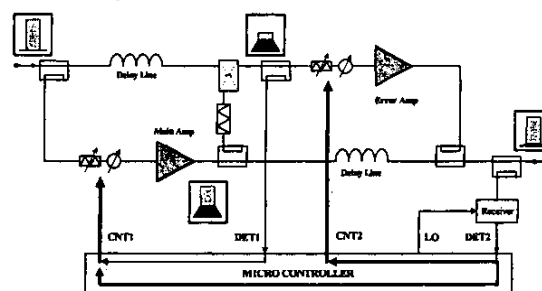 Delay Line
Error Amp
Main Amp
Delay Line
Receiver
CNT1
DET1
CNT2
LO
DET2
MICRO CONTROLLER